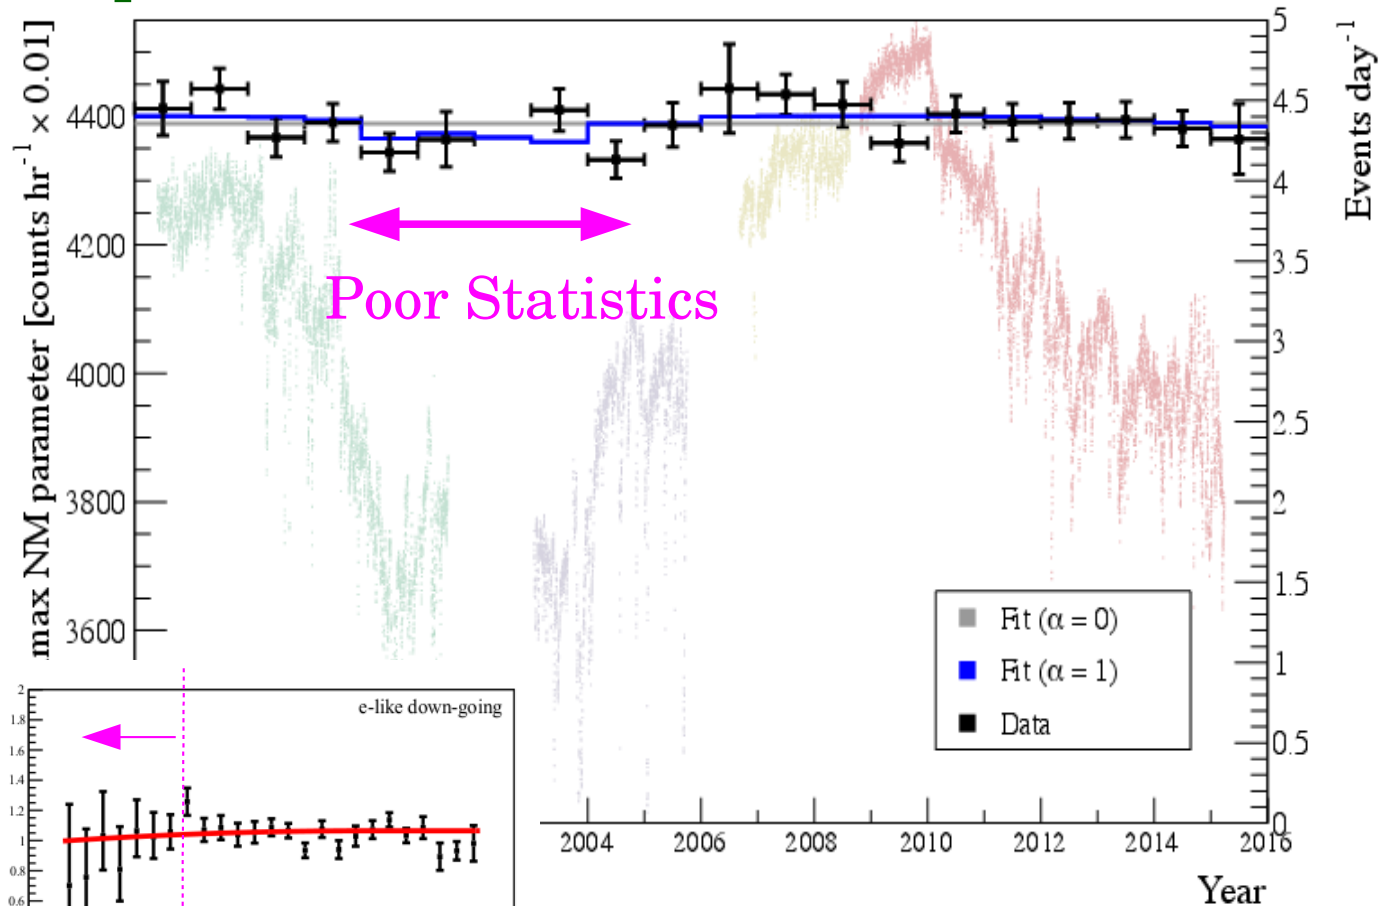 max NM parameter [counts hr-1 × 0.01]
4400
4200
4000
3800
3600
Poor Statistics
5
4.5
4
3.5
3
2.5
2
1.5
1
0.5
0
Events day-1
Fit (α = 0)
Fit (α = 1)
Data
2004 2006 2008 2010 2012 2014 2016
Year
e-like down-going
2
1.8
1.6
1.4
1.2
1
0.8
0.6